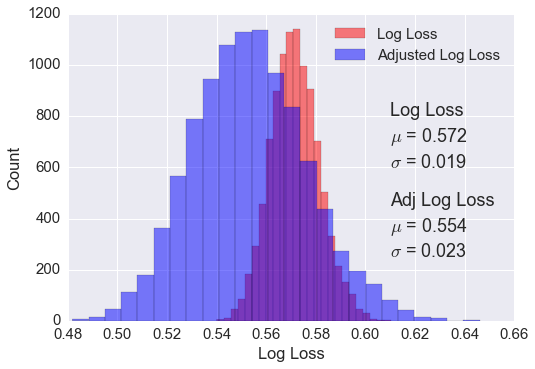 1200
1000
800
600
400
200
0
Count
Log Loss
Adjusted Log Loss
Log Loss
μ = 0.572
σ = 0.019
Adj Log Loss
μ = 0.554
σ = 0.023
0.48 0.50 0.52 0.54 0.56 0.58 0.60 0.62 0.64 0.66
Log Loss